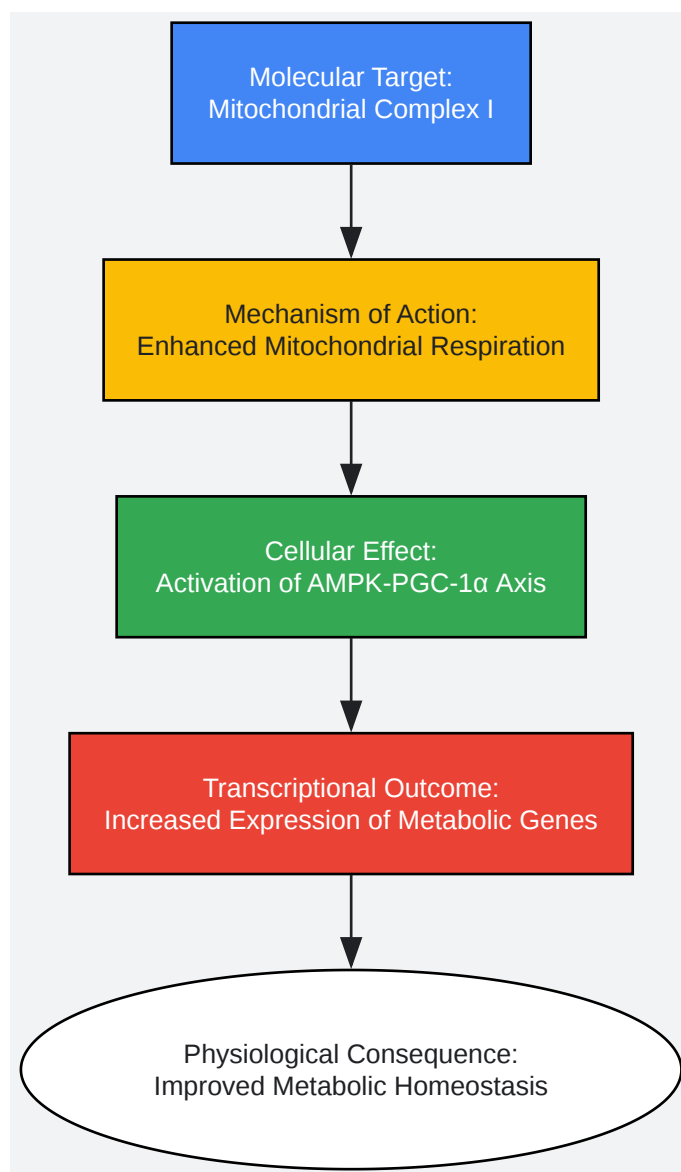 Molecular Target:
Mitochondrial Complex I
Mechanism of Action:
Enhanced Mitochondrial Respiration
Cellular Effect:
Activation of AMPK-PGC-1α Axis
Transcriptional Outcome:
Increased Expression of Metabolic Genes
Physiological Consequence:
Improved Metabolic Homeostasis